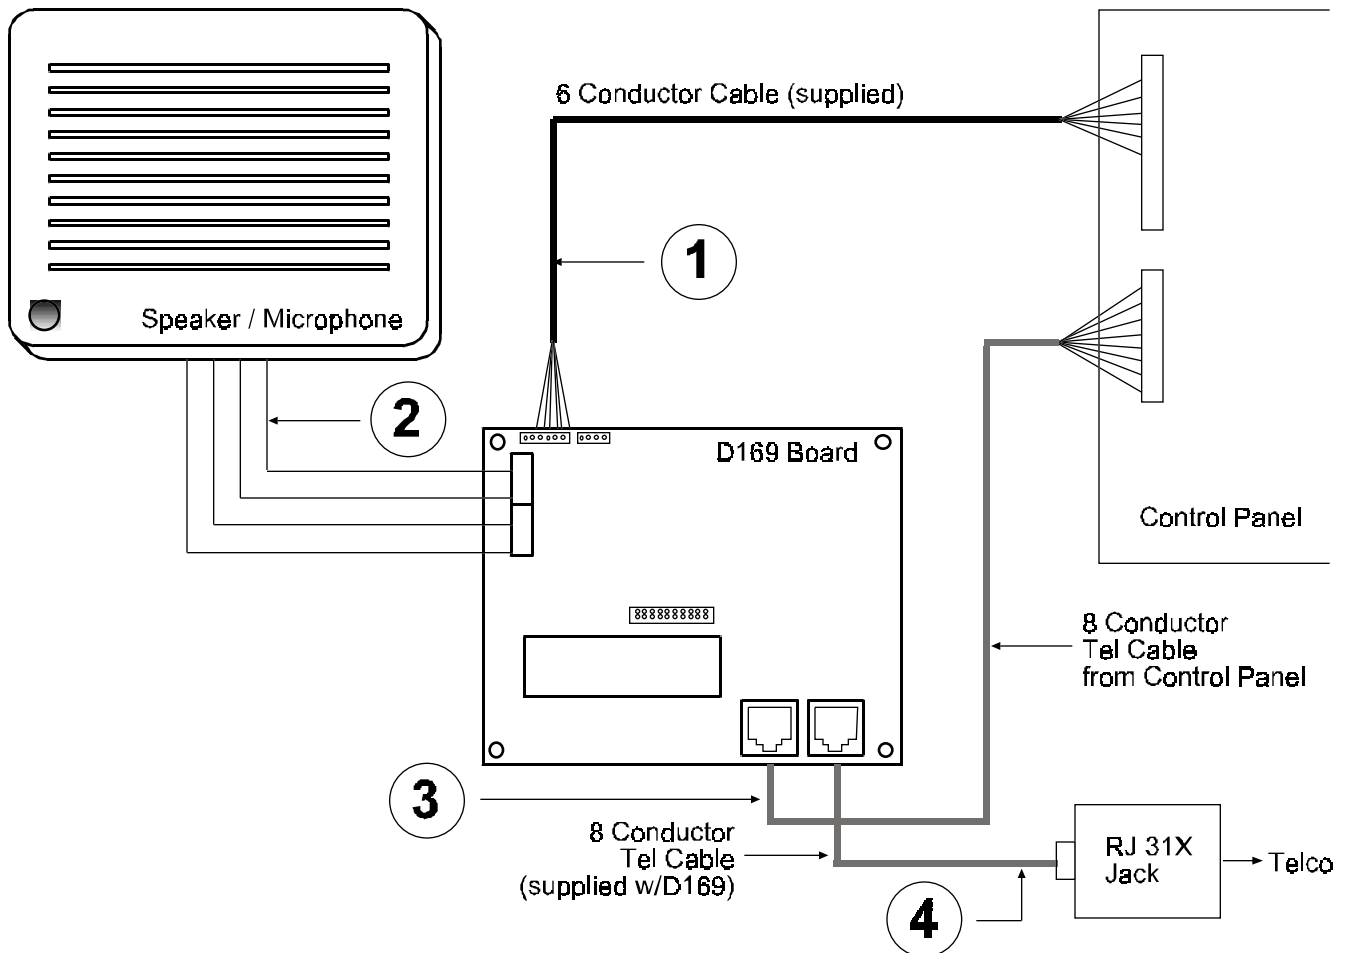 6 Conductor Cable (supplied)
1
Speaker / Microphone
2
D169 Board
Control Panel
8 Conductor
Tel Cable
from Control Panel
3
8 Conductor
Tel Cable
(supplied w/D169)
RJ 31X
Jack
Telco
4